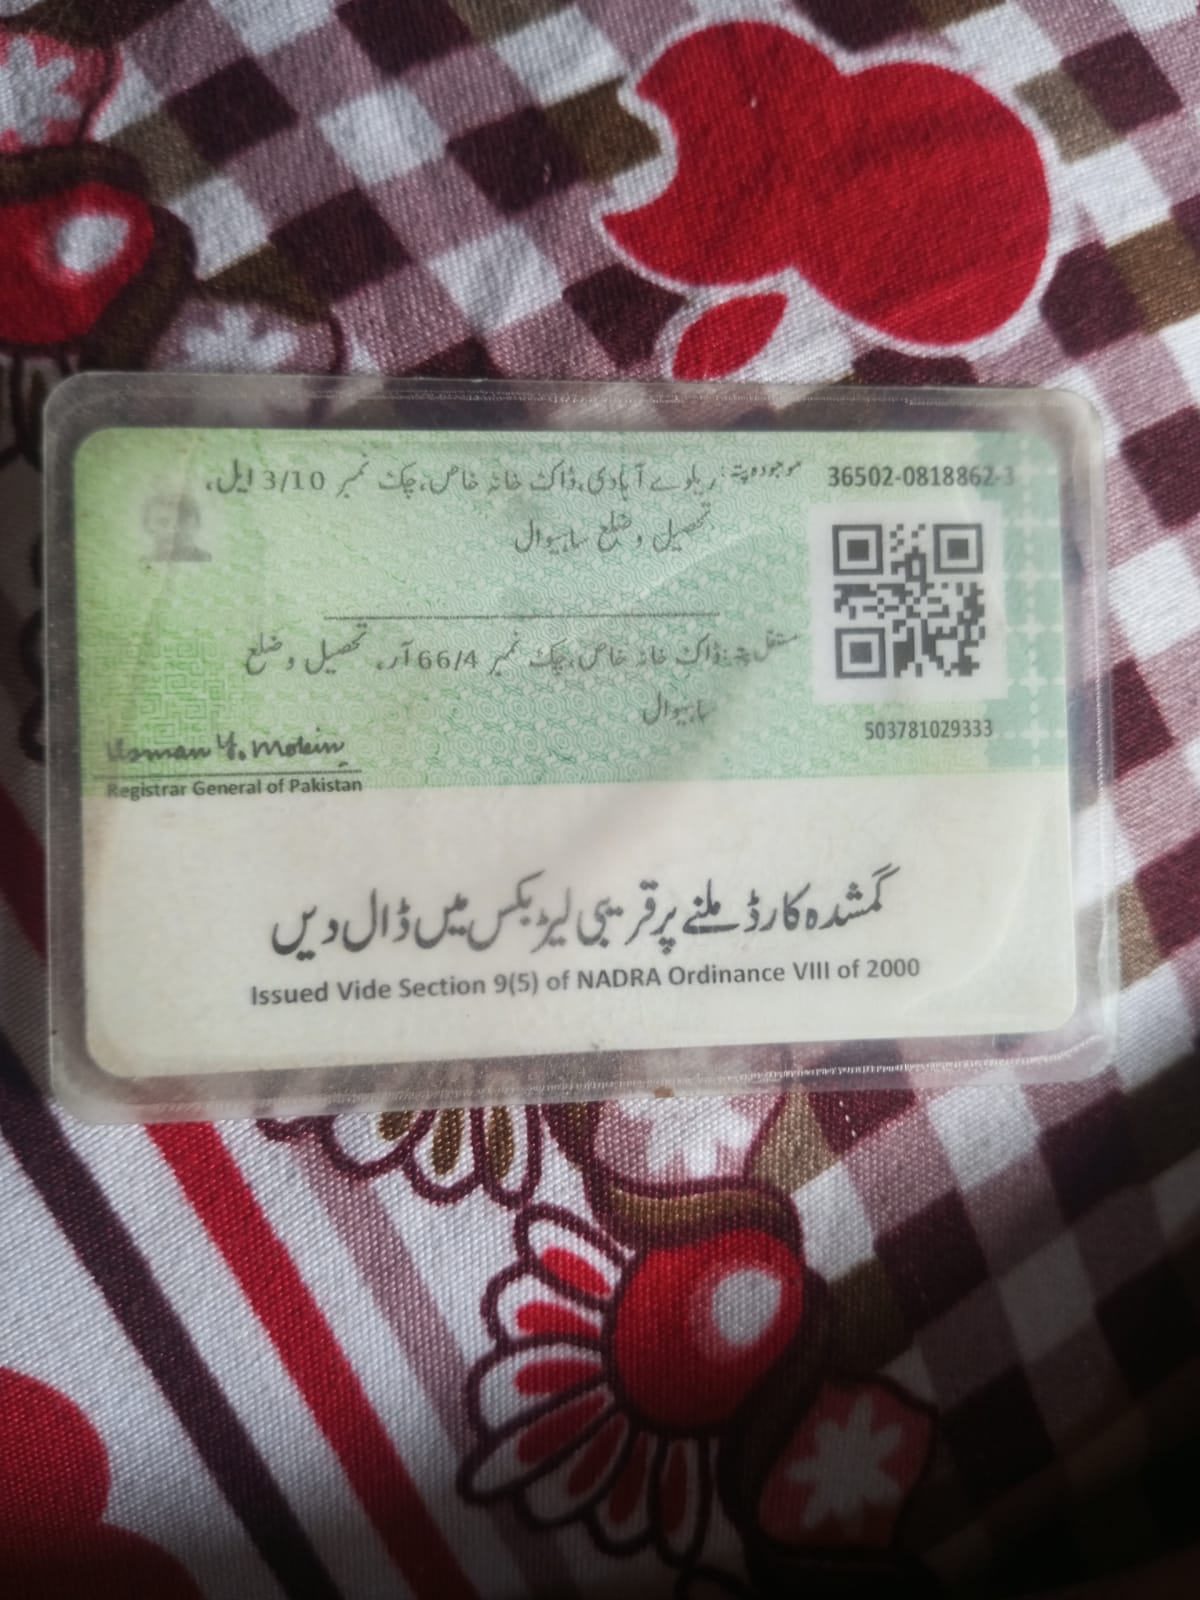 36502-0818862-3
موجودہ پتہ: ریلوے آبادی، ڈاک خانہ خاص، چک نمبر 3/10 ایل،
تحصیل و ضلع ساہیوال
مستقل پتہ: ڈاک خانہ خاص، چک نمبر 66/4 آر، تحصیل و ضلع
ساہیوال
503781029333
Usman Y. Mobin
Registrar General of Pakistan
گمشدہ کارڈ ملنے پر قریبی لیٹر بکس میں ڈال دیں
Issued Vide Section 9(5) of NADRA Ordinance VIII of 2000